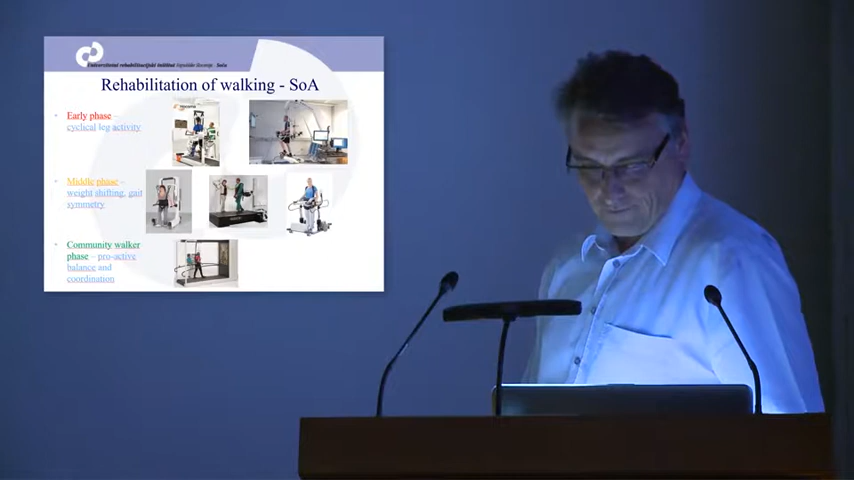 Univerzitetni rehabilitacijski inštitut Republike Slovenije Soča
Rehabilitation of walking - SoA
Early phase –
cyclical leg activity
Middle phase –
weight shifting, gait
symmetry
Community walker
phase – pro-active
balance and
coordination